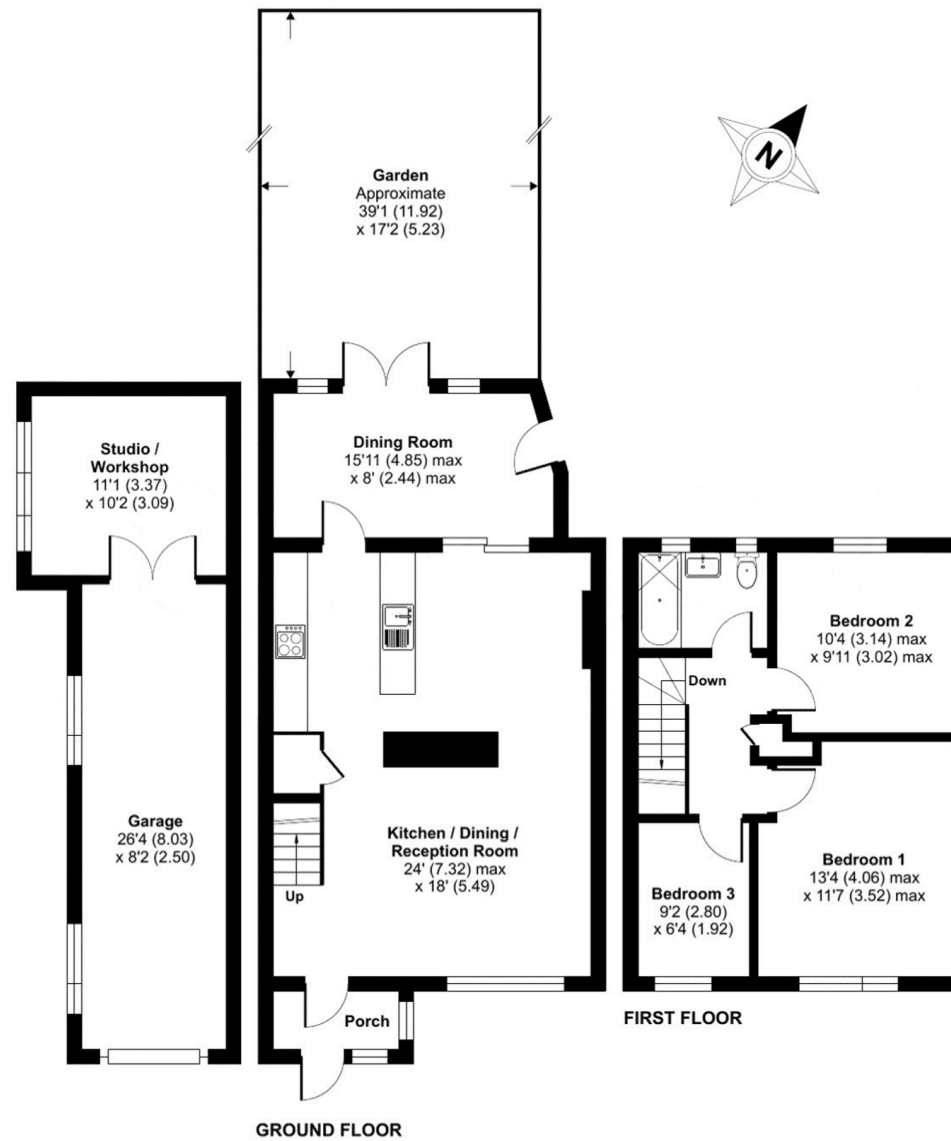 N
Garden
Approximate
39'1 (11.92)
x 17'2 (5.23)
Studio /
Workshop
11'1 (3.37)
x 10'2 (3.09)
Dining Room
15'11 (4.85) max
x 8' (2.44) max
Bedroom 2
10'4 (3.14) max
x 9'11 (3.02) max
Down
Garage
26'4 (8.03)
x 8'2 (2.50)
Kitchen / Dining /
Reception Room
24' (7.32) max
x 18' (5.49)
Up
Bedroom 1
13'4 (4.06) max
x 11'7 (3.52) max
Bedroom 3
9'2 (2.80)
x 6'4 (1.92)
Porch
FIRST FLOOR
GROUND FLOOR